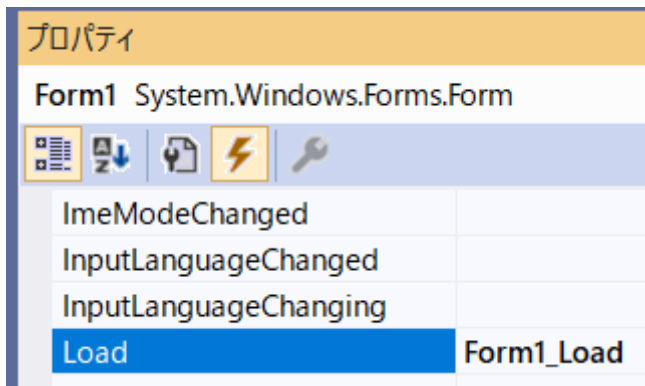 プロパティ
Form1 System.Windows.Forms.Form
ImeModeChanged
InputLanguageChanged
InputLanguageChanging
Load Form1_Load